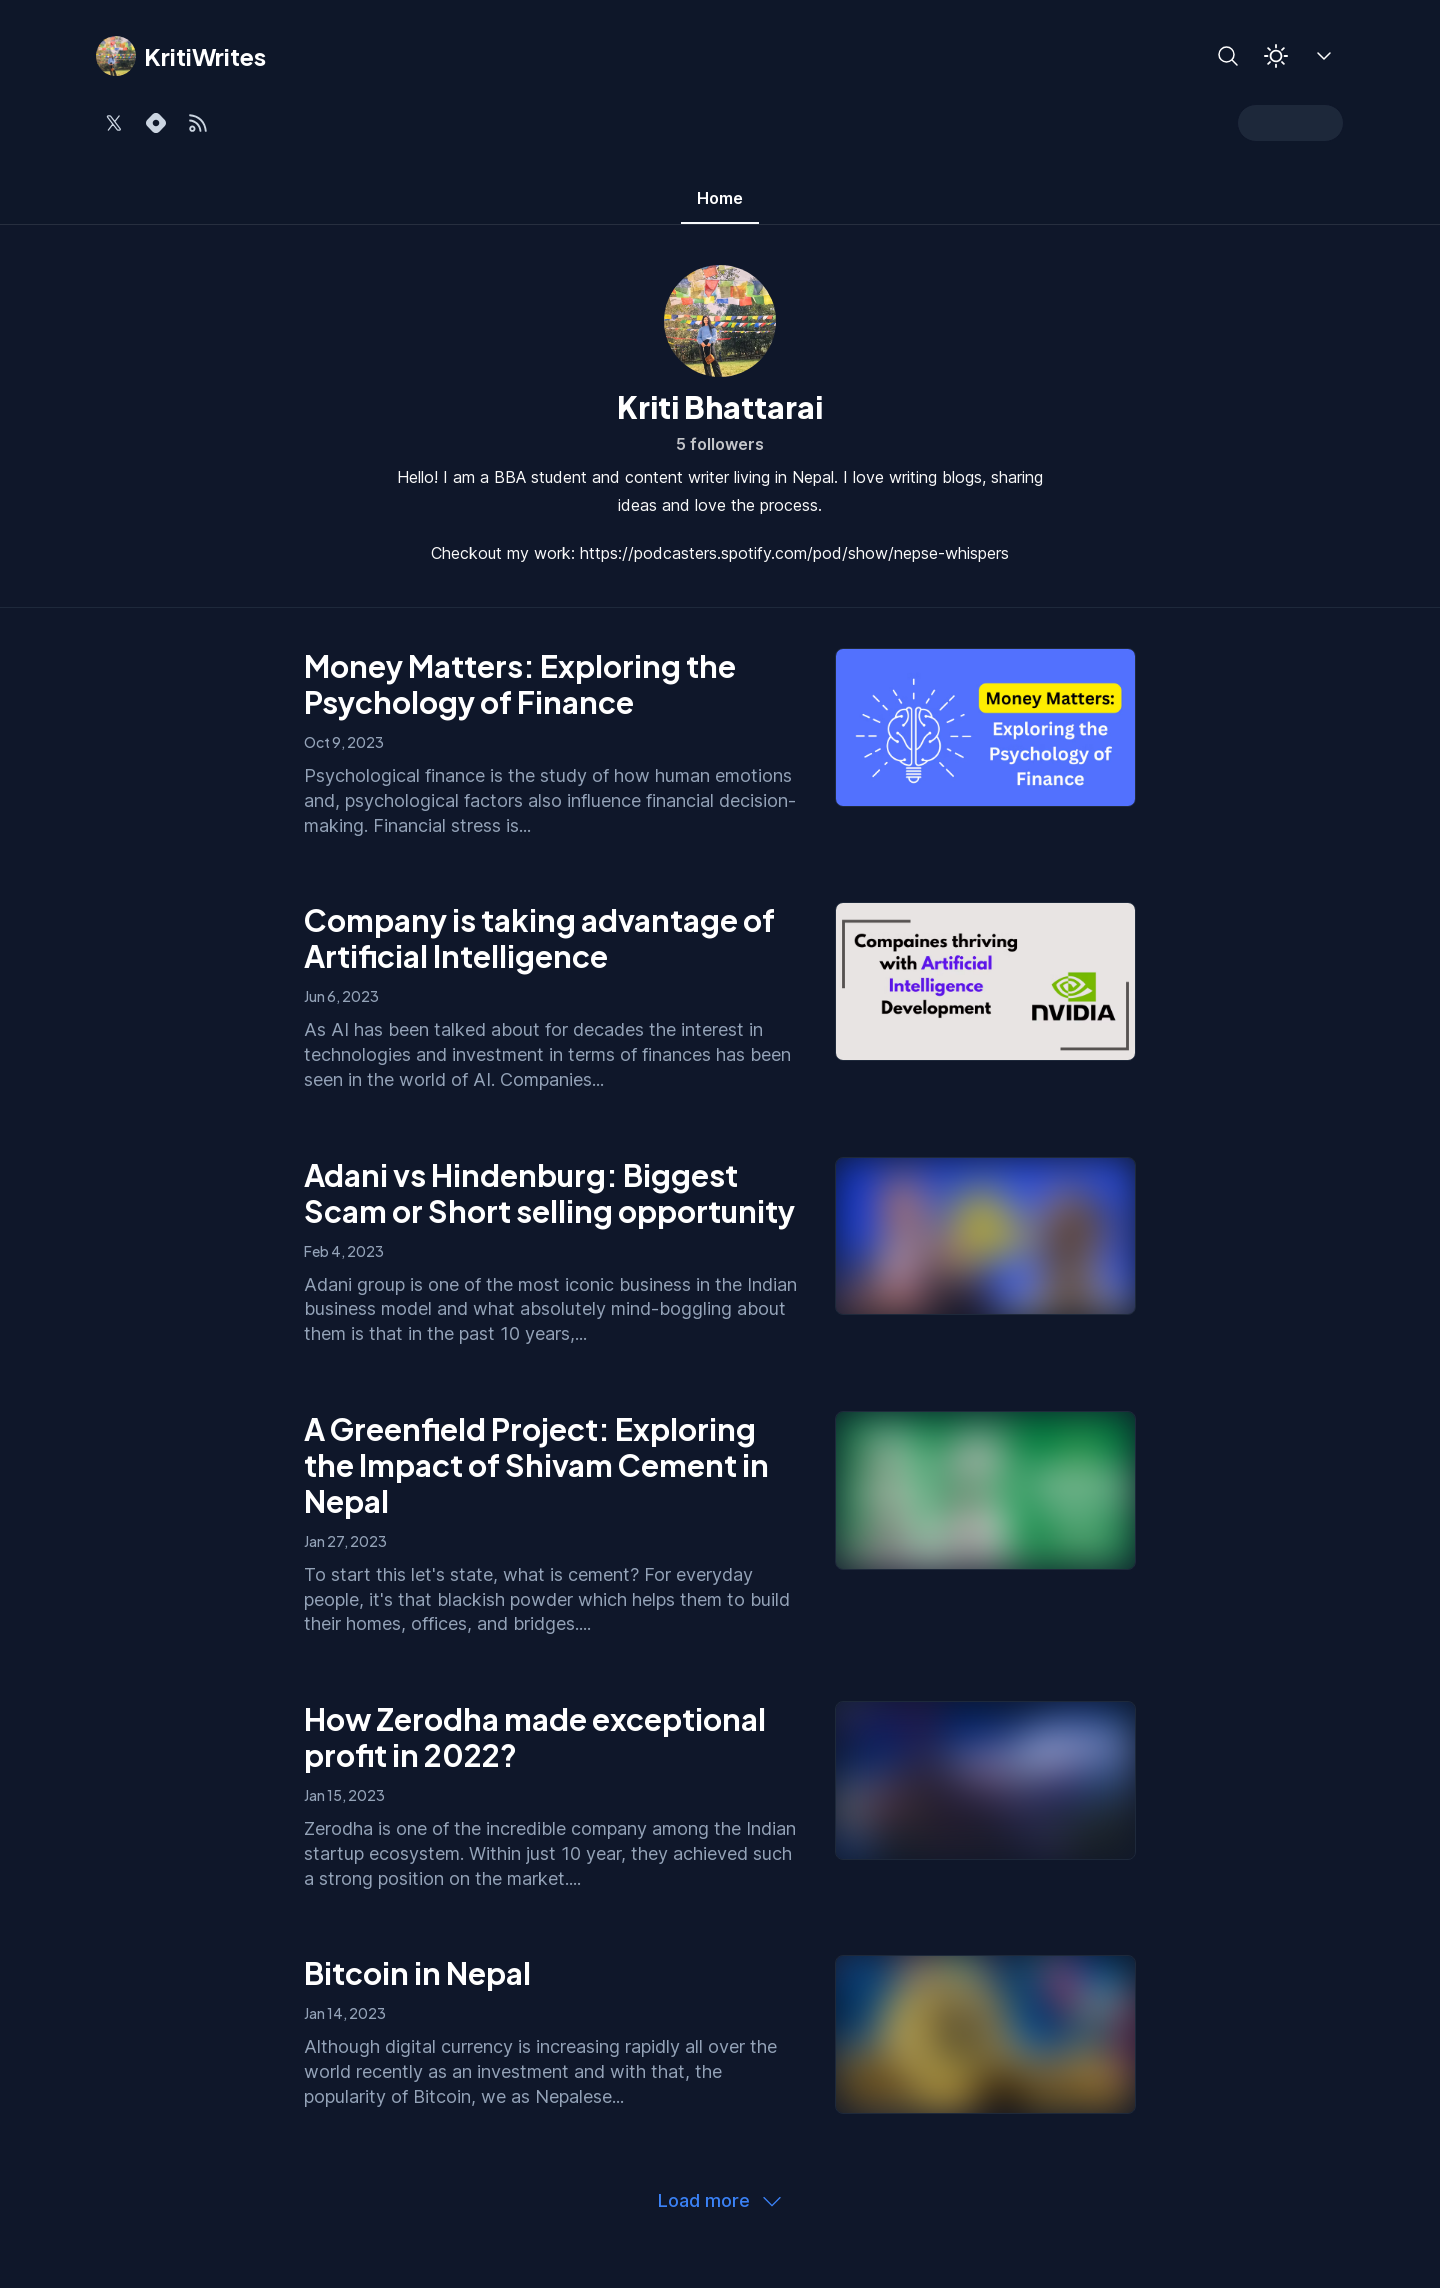 KritiWrites
Home
Kriti Bhattarai
5 followers
Hello! I am a BBA student and content writer living in Nepal. I love writing blogs, sharing
ideas and love the process.
Checkout my work: https://podcasters.spotify.com/pod/show/nepse-whispers
Money Matters: Exploring the
Psychology of Finance
Oct 9, 2023
Psychological finance is the study of how human emotions
and, psychological factors also influence financial decision-
making. Financial stress is...
Money Matters:
Exploring the
Psychology of
Finance
Company is taking advantage of
Artificial Intelligence
Jun 6, 2023
As AI has been talked about for decades the interest in
technologies and investment in terms of finances has been
seen in the world of AI. Companies...
Compaines thriving
with Artificial
Intelligence
Development
NVIDIA
Adani vs Hindenburg: Biggest
Scam or Short selling opportunity
Feb 4, 2023
Adani group is one of the most iconic business in the Indian
business model and what absolutely mind-boggling about
them is that in the past 10 years,...
A Greenfield Project: Exploring
the Impact of Shivam Cement in
Nepal
Jan 27, 2023
To start this let's state, what is cement? For everyday
people, it's that blackish powder which helps them to build
their homes, offices, and bridges....
How Zerodha made exceptional
profit in 2022?
Jan 15, 2023
Zerodha is one of the incredible company among the Indian
startup ecosystem. Within just 10 year, they achieved such
a strong position on the market....
Bitcoin in Nepal
Jan 14, 2023
Although digital currency is increasing rapidly all over the
world recently as an investment and with that, the
popularity of Bitcoin, we as Nepalese...
Load more